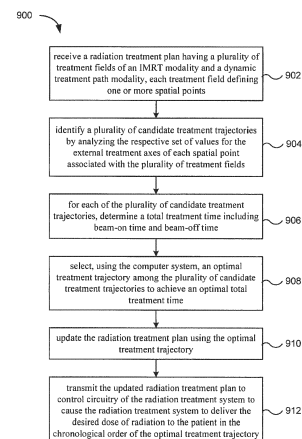 900
receive a radiation treatment plan having a plurality of
treatment fields of an IMRT modality and a dynamic
treatment path modality, each treatment field defining
one or more spatial points
902
identify a plurality of candidate treatment trajectories
by analyzing the respective set of values for the
external treatment axes of each spatial point
associated with the plurality of treatment fields
904
for each of the plurality of candidate treatment
trajectories, determine a total treatment time including
beam-on time and beam-off time
906
select, using the computer system, an optimal
treatment trajectory among the plurality of candidate
treatment trajectories to achieve an optimal total
treatment time
908
update the radiation treatment plan using the optimal
treatment trajectory
910
transmit the updated radiation treatment plan to
control circuitry of the radiation treatment system to
cause the radiation treatment system to deliver the
desired dose of radiation to the patient in the
chronological order of the optimal treatment trajectory
912